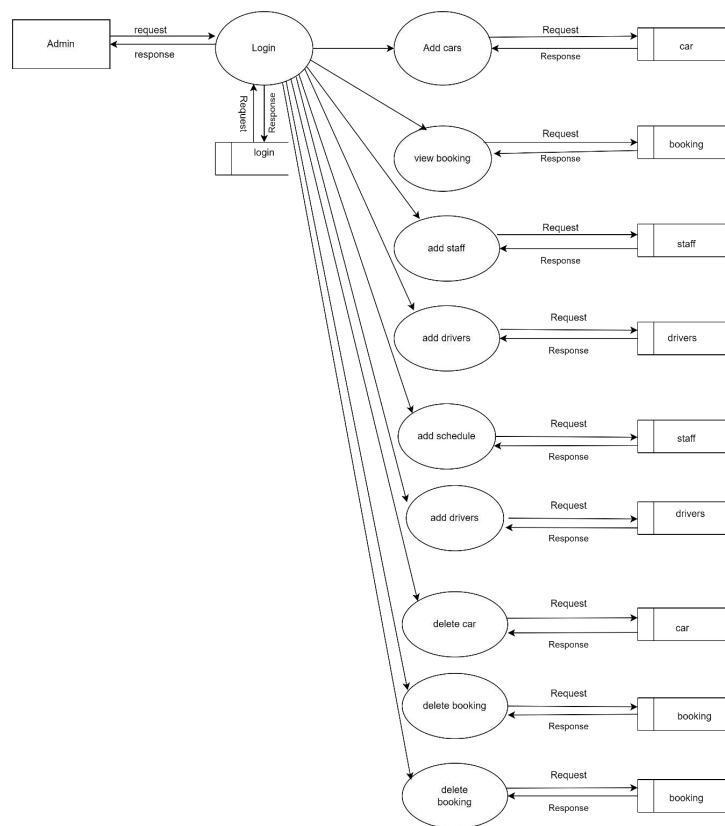 Admin
request
response
Login
Request
Response
login
Add cars
Request
Response
car
view booking
Request
Response
booking
add staff
Request
Response
staff
add drivers
Request
Response
drivers
add schedule
Request
Response
staff
add drivers
Request
Response
drivers
delete car
Request
Response
car
delete booking
Request
Response
booking
delete
booking
Request
Response
booking